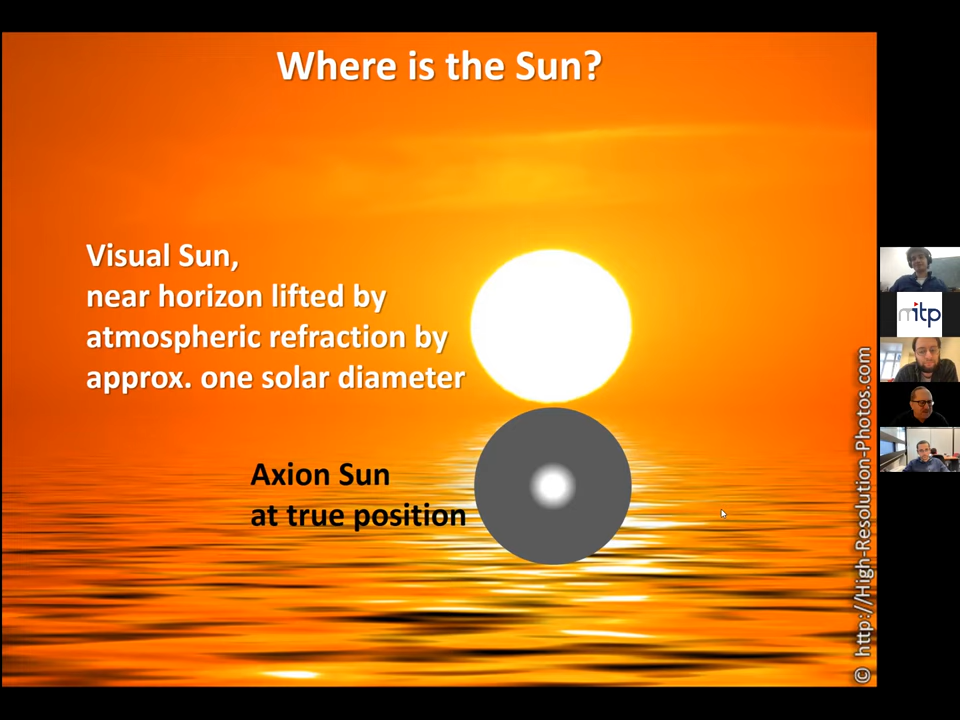 Where is the Sun?
Visual Sun,
near horizon lifted by
atmospheric refraction by
approx. one solar diameter
Axion Sun
at true position
© http://High-Resolution-Photos.com
mitp